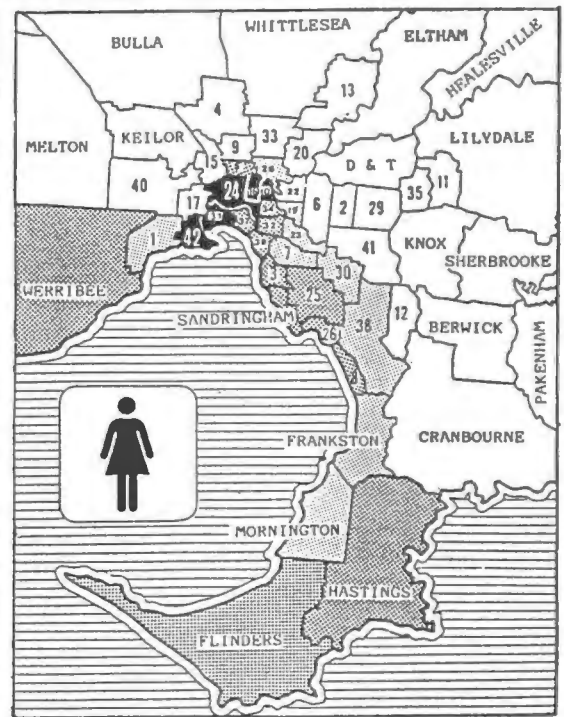 WHITTLESEA
BULLA
ELTHAM
HEALESVILLE
13
4
KEILOR
33
LILYDALE
MELTON
9
20
15
D & T
11
40
24
35
6
2
29
17
KNOX
41
1
42
7
SHERBROOKE
30
3
WERRIBEE
25
SANDRINGHAM
38
12
BERWICK
26
PAKENHAM
FRANKSTON
CRANBOURNE
MORNINGTON
HASTINGS
FLINDERS